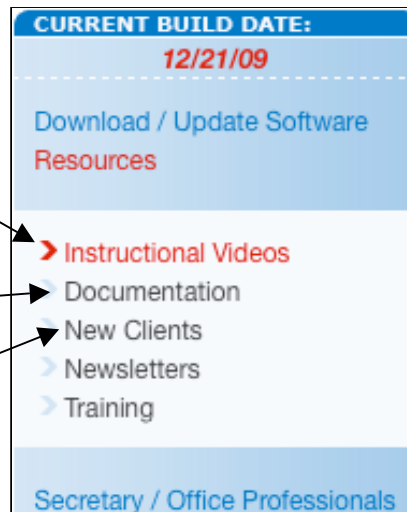 CURRENT BUILD DATE:
12/21/09
Download / Update Software
Resources
Instructional Videos
Documentation
New Clients
Newsletters
Training
Secretary / Office Professionals